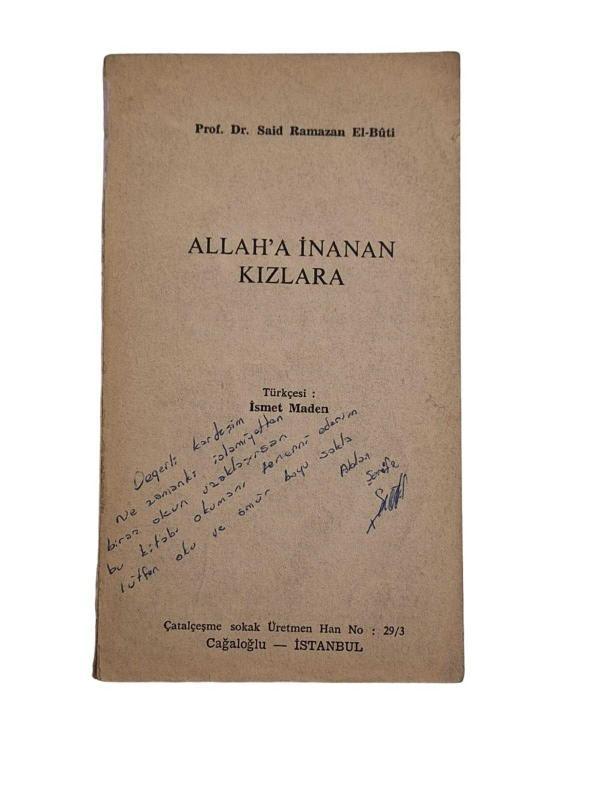 Prof. Dr. Said Ramazan El-Bûti
ALLAH'A İNANAN
KIZLARA
Türkçesi :
İsmet Maden
Değerli kardeşim
Ne zamanki islamiyetten
biraz olsun uzaklaşırsan
bu kitabı okumanı temenni ederim
lütfen oku ve ömür boyu sakla
Ablan
Çatalçeşme sokak Üretmen Han No : 29/3
Cağaloğlu — İSTANBUL